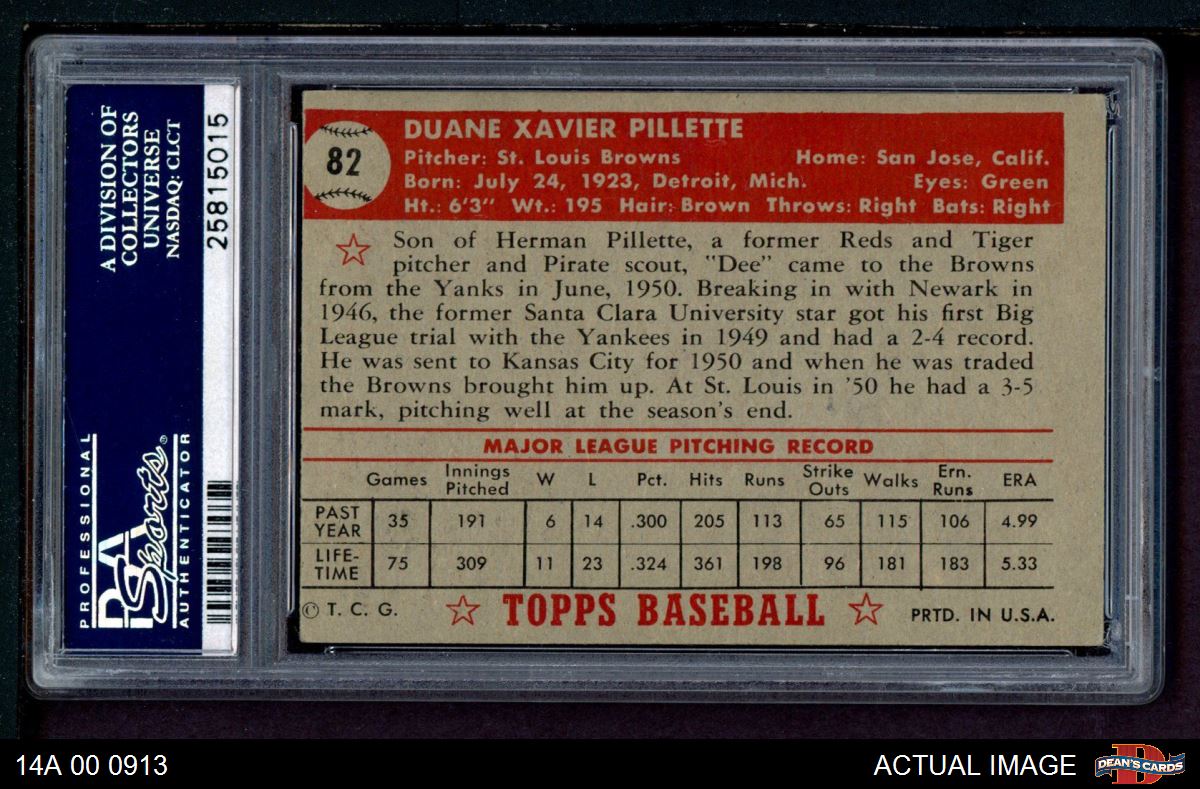 A DIVISION OF
COLLECTORS
UNIVERSE
NASDAQ: CLCT
25815015
PROFESSIONAL
PSA
Sports®
AUTHENTICATOR
82
DUANE XAVIER PILLETTE
Pitcher: St. Louis Browns Home: San Jose, Calif.
Born: July 24, 1923, Detroit, Mich. Eyes: Green
Ht.: 6'3" Wt.: 195 Hair: Brown Throws: Right Bats: Right
Son of Herman Pillette, a former Reds and Tiger
pitcher and Pirate scout, "Dee" came to the Browns
from the Yanks in June, 1950. Breaking in with Newark in
1946, the former Santa Clara University star got his first Big
League trial with the Yankees in 1949 and had a 2-4 record.
He was sent to Kansas City for 1950 and when he was traded
the Browns brought him up. At St. Louis in '50 he had a 3-5
mark, pitching well at the season's end.
MAJOR LEAGUE PITCHING RECORD
Games Innings Pitched W L Pct. Hits Runs Strike Outs Walks Ern. Runs ERA
PAST YEAR 35 191 6 14 .300 205 113 65 115 106 4.99
LIFE-TIME 75 309 11 23 .324 361 198 96 181 183 5.33
© T. C. G. TOPPS BASEBALL PRTD. IN U.S.A.
14A 00 0913 ACTUAL IMAGE
D
DEAN'S CARDS